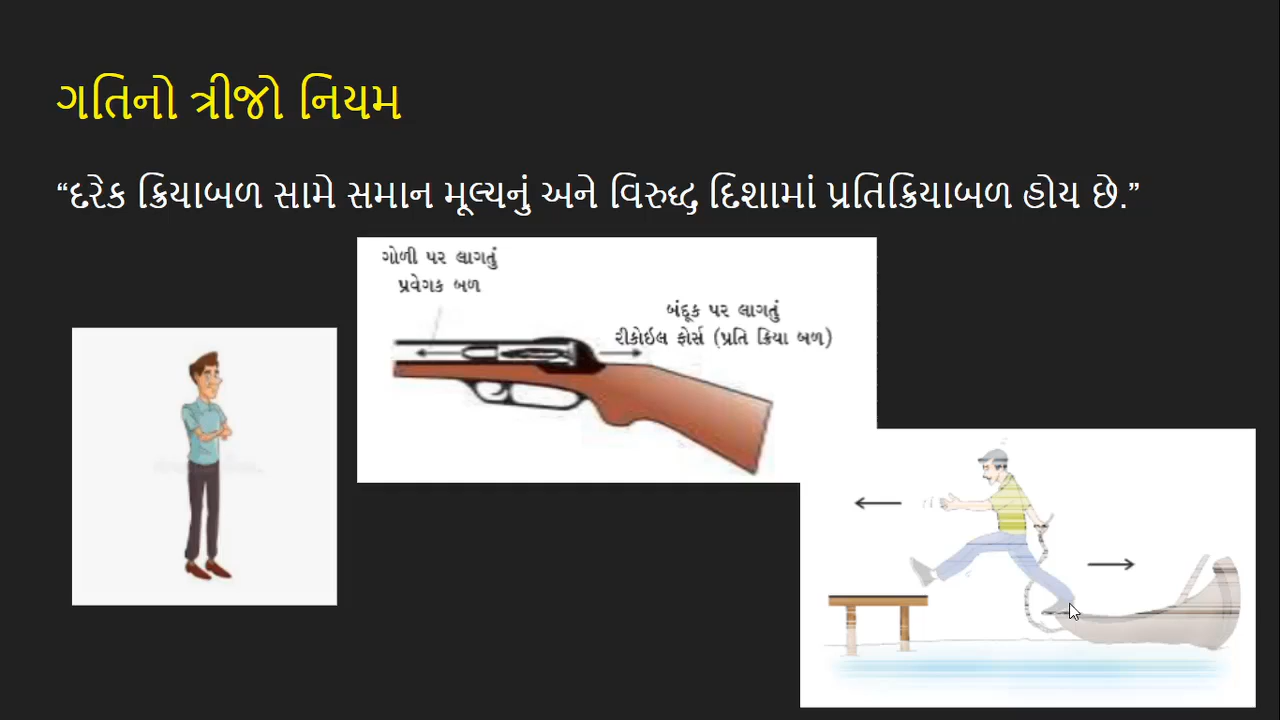 ગતિનો ત્રીજો નિયમ
“દરેક ક્રિયાબળ સામે સમાન મૂલ્યનું અને વિરુદ્ધ દિશામાં પ્રતિક્રિયાબળ હોય છે.”
ગોળી પર લાગતું
પ્રવેગક બળ
બંદૂક પર લાગતું
રીકોઇલ ફોર્સ (પ્રતિ ક્રિયા બળ)